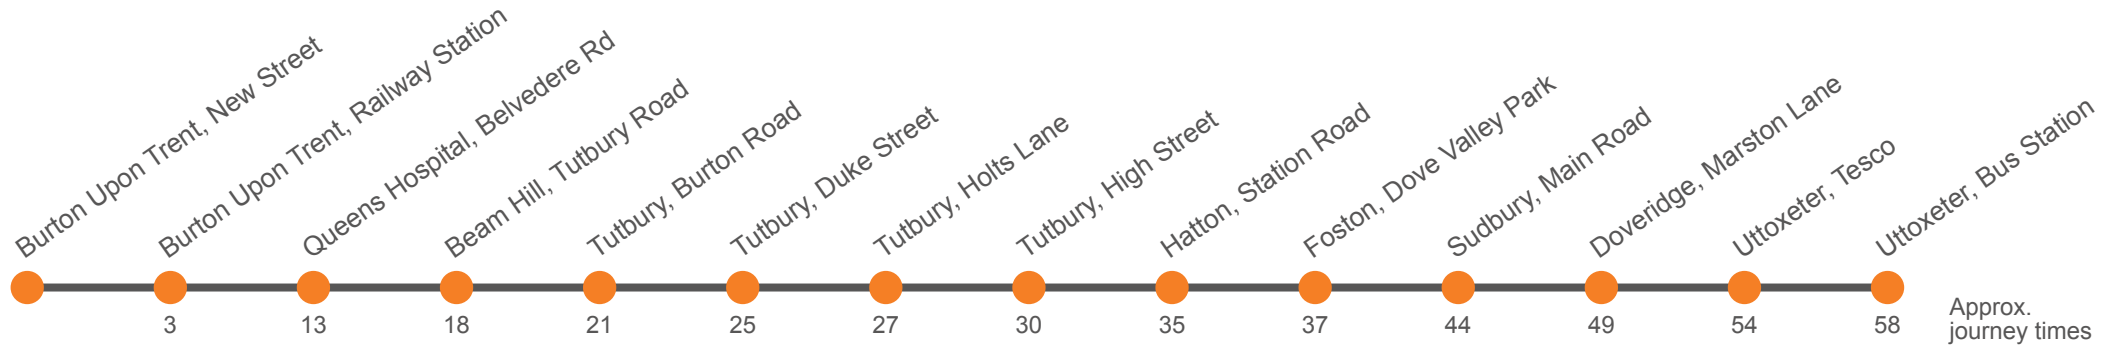 Burton Upon Trent, New Street
Burton Upon Trent, Railway Station
Queens Hospital, Belvedere Rd
Beam Hill, Tutbury Road
Tutbury, Burton Road
Tutbury, Duke Street
Tutbury, Holts Lane
Tutbury, High Street
Hatton, Station Road
Foston, Dove Valley Park
Sudbury, Main Road
Doveridge, Marston Lane
Uttoxeter, Tesco
Uttoxeter, Bus Station
3 13 18 21 25 27 30 35 37 44 49 54 58
Approx.
journey times